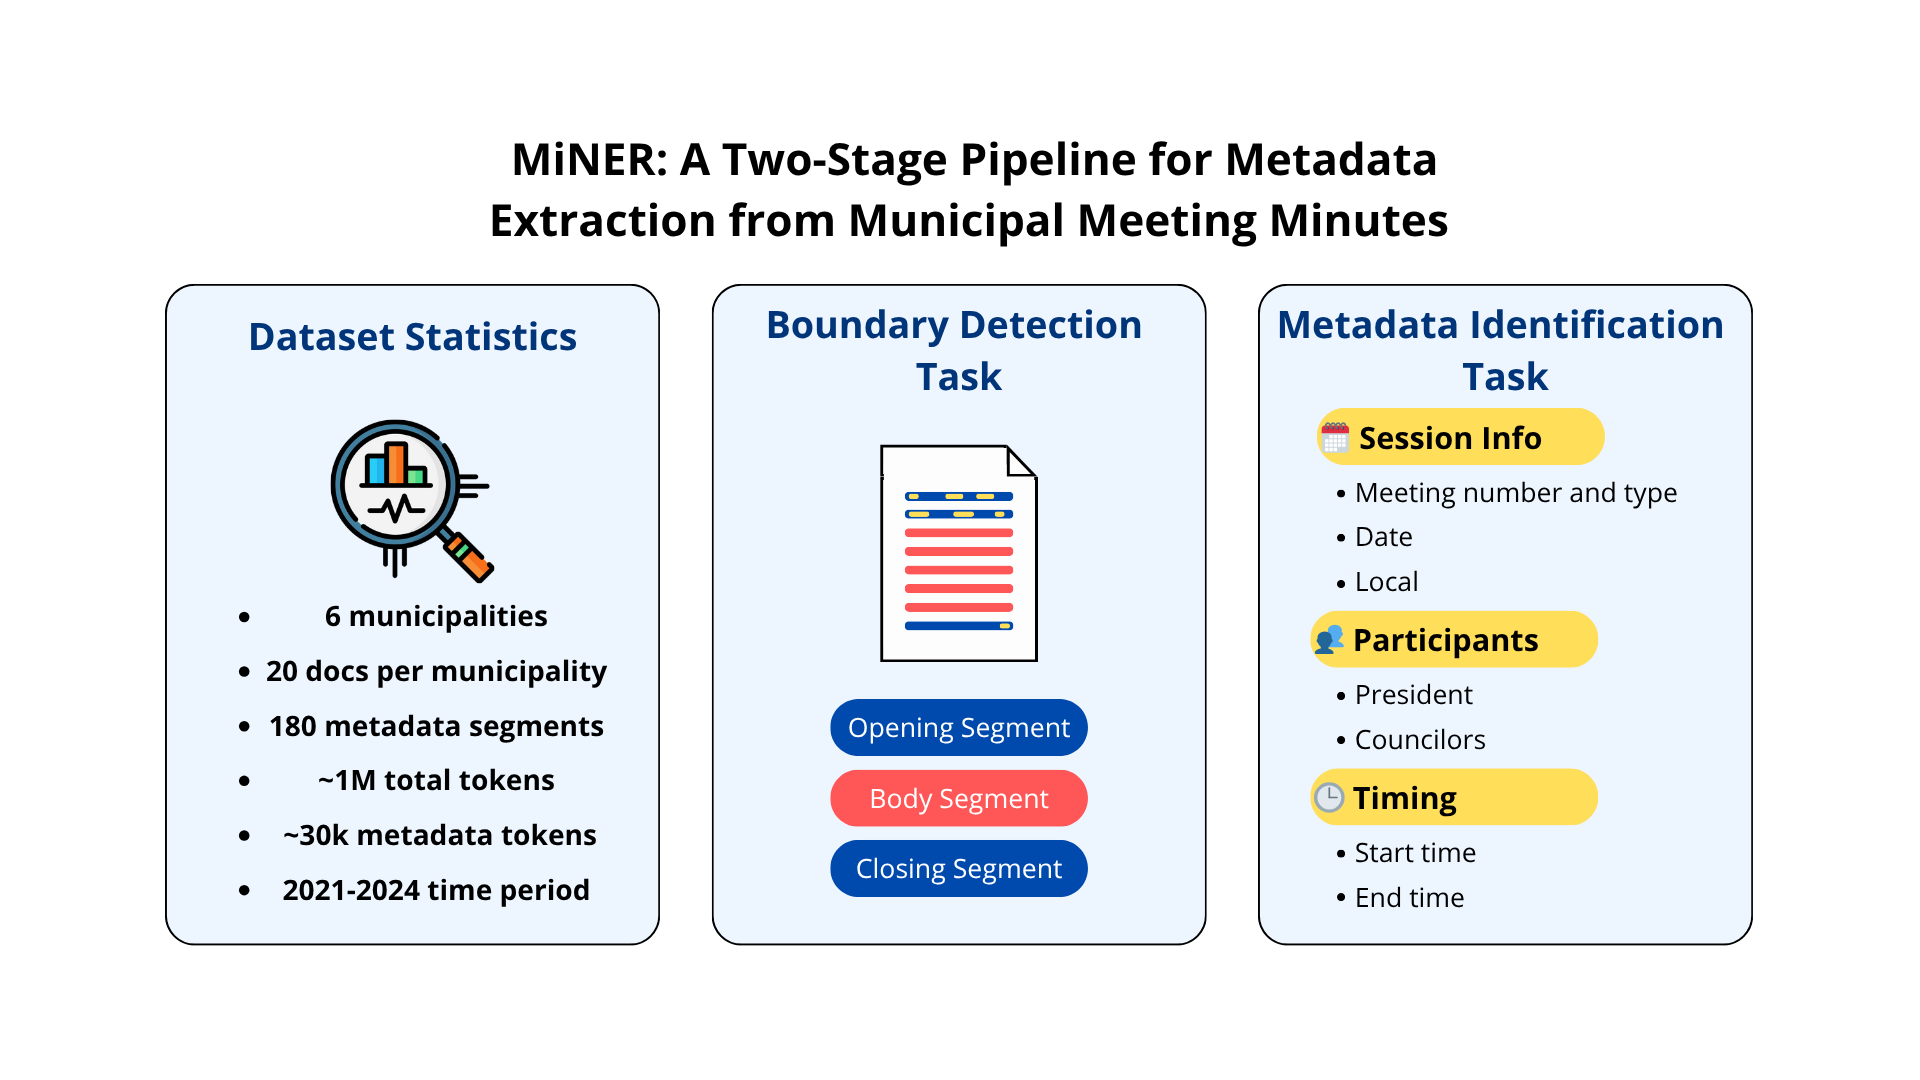 MiNER: A Two-Stage Pipeline for Metadata
Extraction from Municipal Meeting Minutes
Dataset Statistics
• 6 municipalities
• 20 docs per municipality
• 180 metadata segments
• ~1M total tokens
• ~30k metadata tokens
• 2021-2024 time period
Boundary Detection
Task
Opening Segment
Body Segment
Closing Segment
Metadata Identification
Task
Session Info
• Meeting number and type
• Date
• Local
Participants
• President
• Councilors
Timing
• Start time
• End time